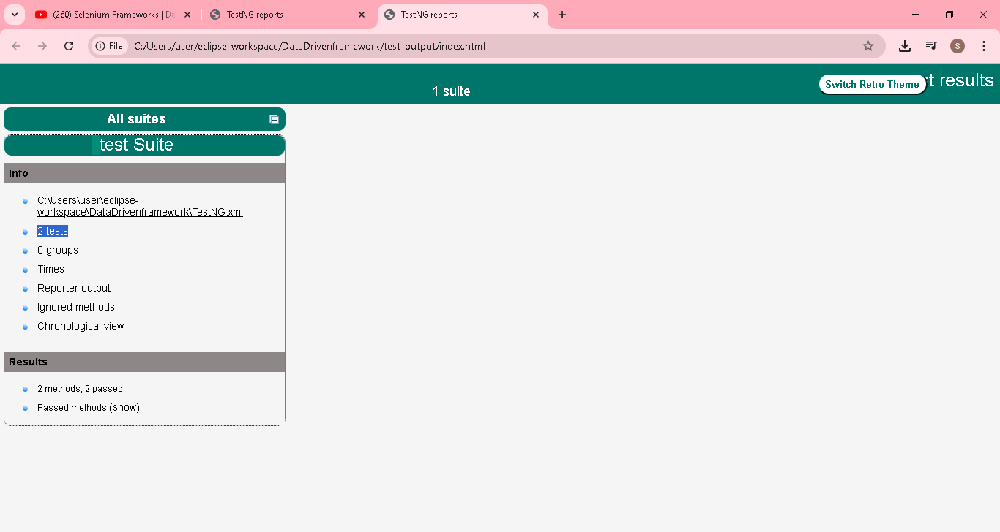 (260) Selenium Frameworks | Da
TestNG reports
TestNG reports
File
C:/Users/user/eclipse-workspace/DataDrivenframework/test-output/index.html
S
st results
Switch Retro Theme
1 suite
All suites
test Suite
Info
C:\Users\user\eclipse-
workspace\DataDrivenframework\TestNG.xml
2 tests
0 groups
Times
Reporter output
Ignored methods
Chronological view
Results
2 methods, 2 passed
Passed methods (show)